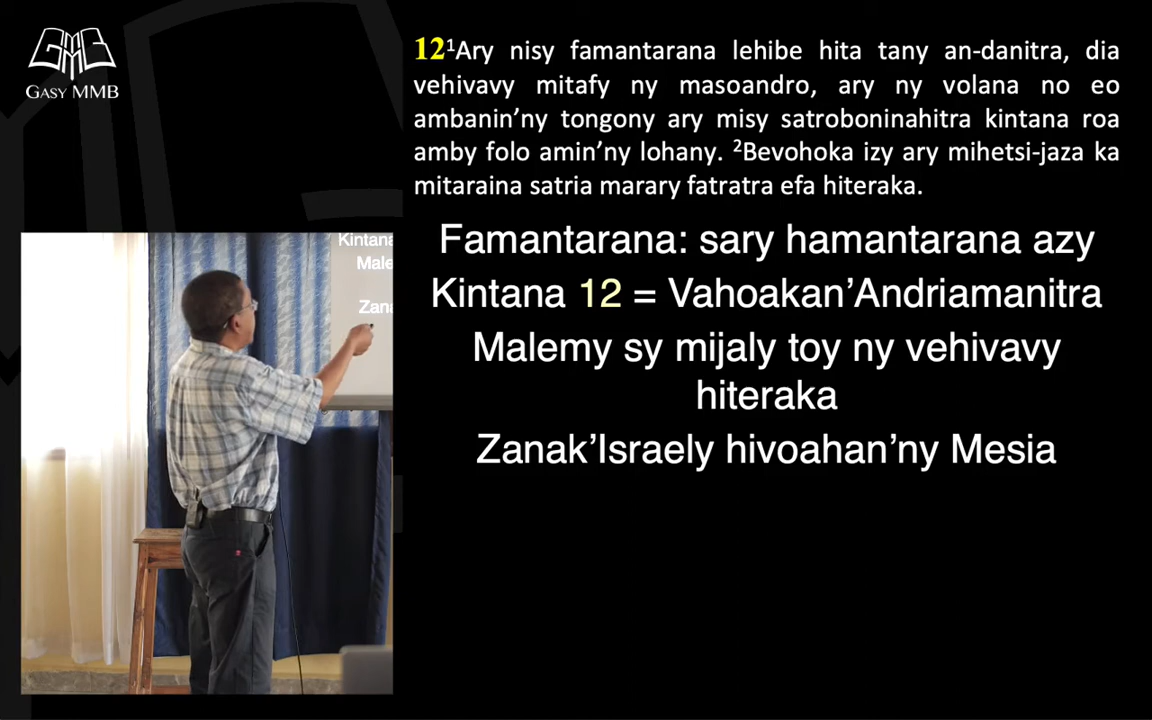 GMMB
GASY MMB
12¹Ary nisy famantarana lehibe hita tany an-danitra, dia
vehivavy mitafy ny masoandro, ary ny volana no eo
ambanin’ny tongony ary misy satroboninahitra kintana roa
amby folo amin’ny lohany. ²Bevohoka izy ary mihetsi-jaza ka
mitaraina satria marary fatratra efa hiteraka.
Famantarana: sary hamantarana azy
Kintana 12 = Vahoakan’Andriamanitra
Malemy sy mijaly toy ny vehivavy
hiteraka
Zanak’Israely hivoahan’ny Mesia
Kintana
Male
Zana